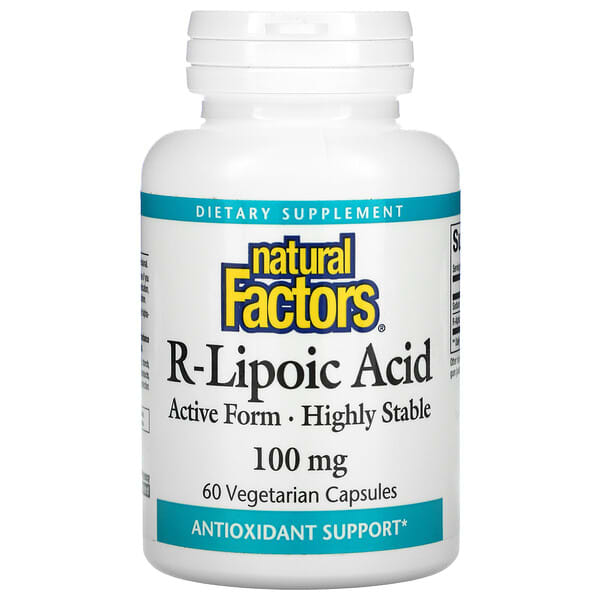 DIETARY SUPPLEMENT
natural
Factors®
R-Lipoic Acid
Active Form · Highly Stable
100 mg
60 Vegetarian Capsules
ANTIOXIDANT SUPPORT*